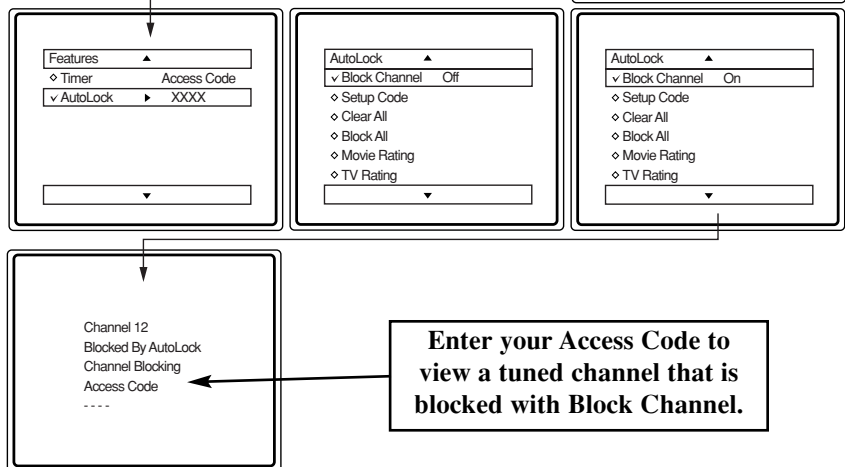 Features
Timer Access Code
AutoLock XXXX
AutoLock
Block Channel Off
Setup Code
Clear All
Block All
Movie Rating
TV Rating
AutoLock
Block Channel On
Setup Code
Clear All
Block All
Movie Rating
TV Rating
Channel 12
Blocked By AutoLock
Channel Blocking
Access Code
- - - -
Enter your Access Code to
view a tuned channel that is
blocked with Block Channel.